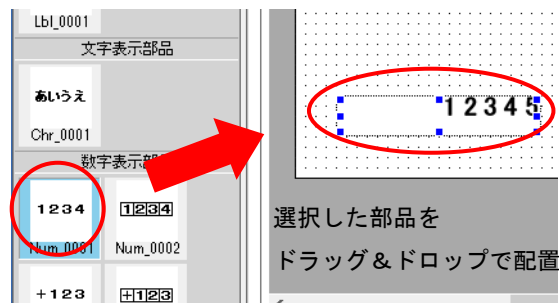 Lbl_0001
文字表示部品
あいうえ
Chr_0001
数字表示部品
1234
1234
Num_0001
Num_0002
+123
+123
12345
選択した部品を
ドラッグ&ドロップで配置